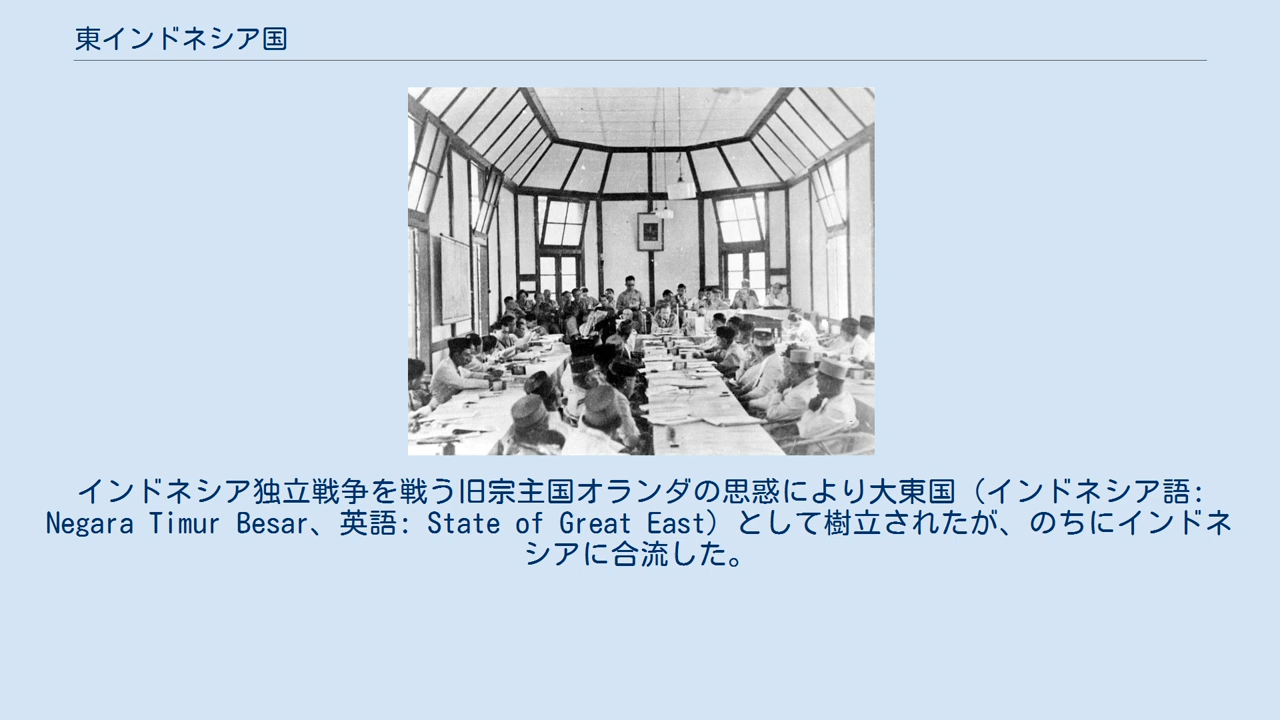 東インドネシア国
インドネシア独立戦争を戦う旧宗主国オランダの思惑により大東国（インドネシア語:
Negara Timur Besar、英語: State of Great East）として樹立されたが、のちにインドネ
シアに合流した。